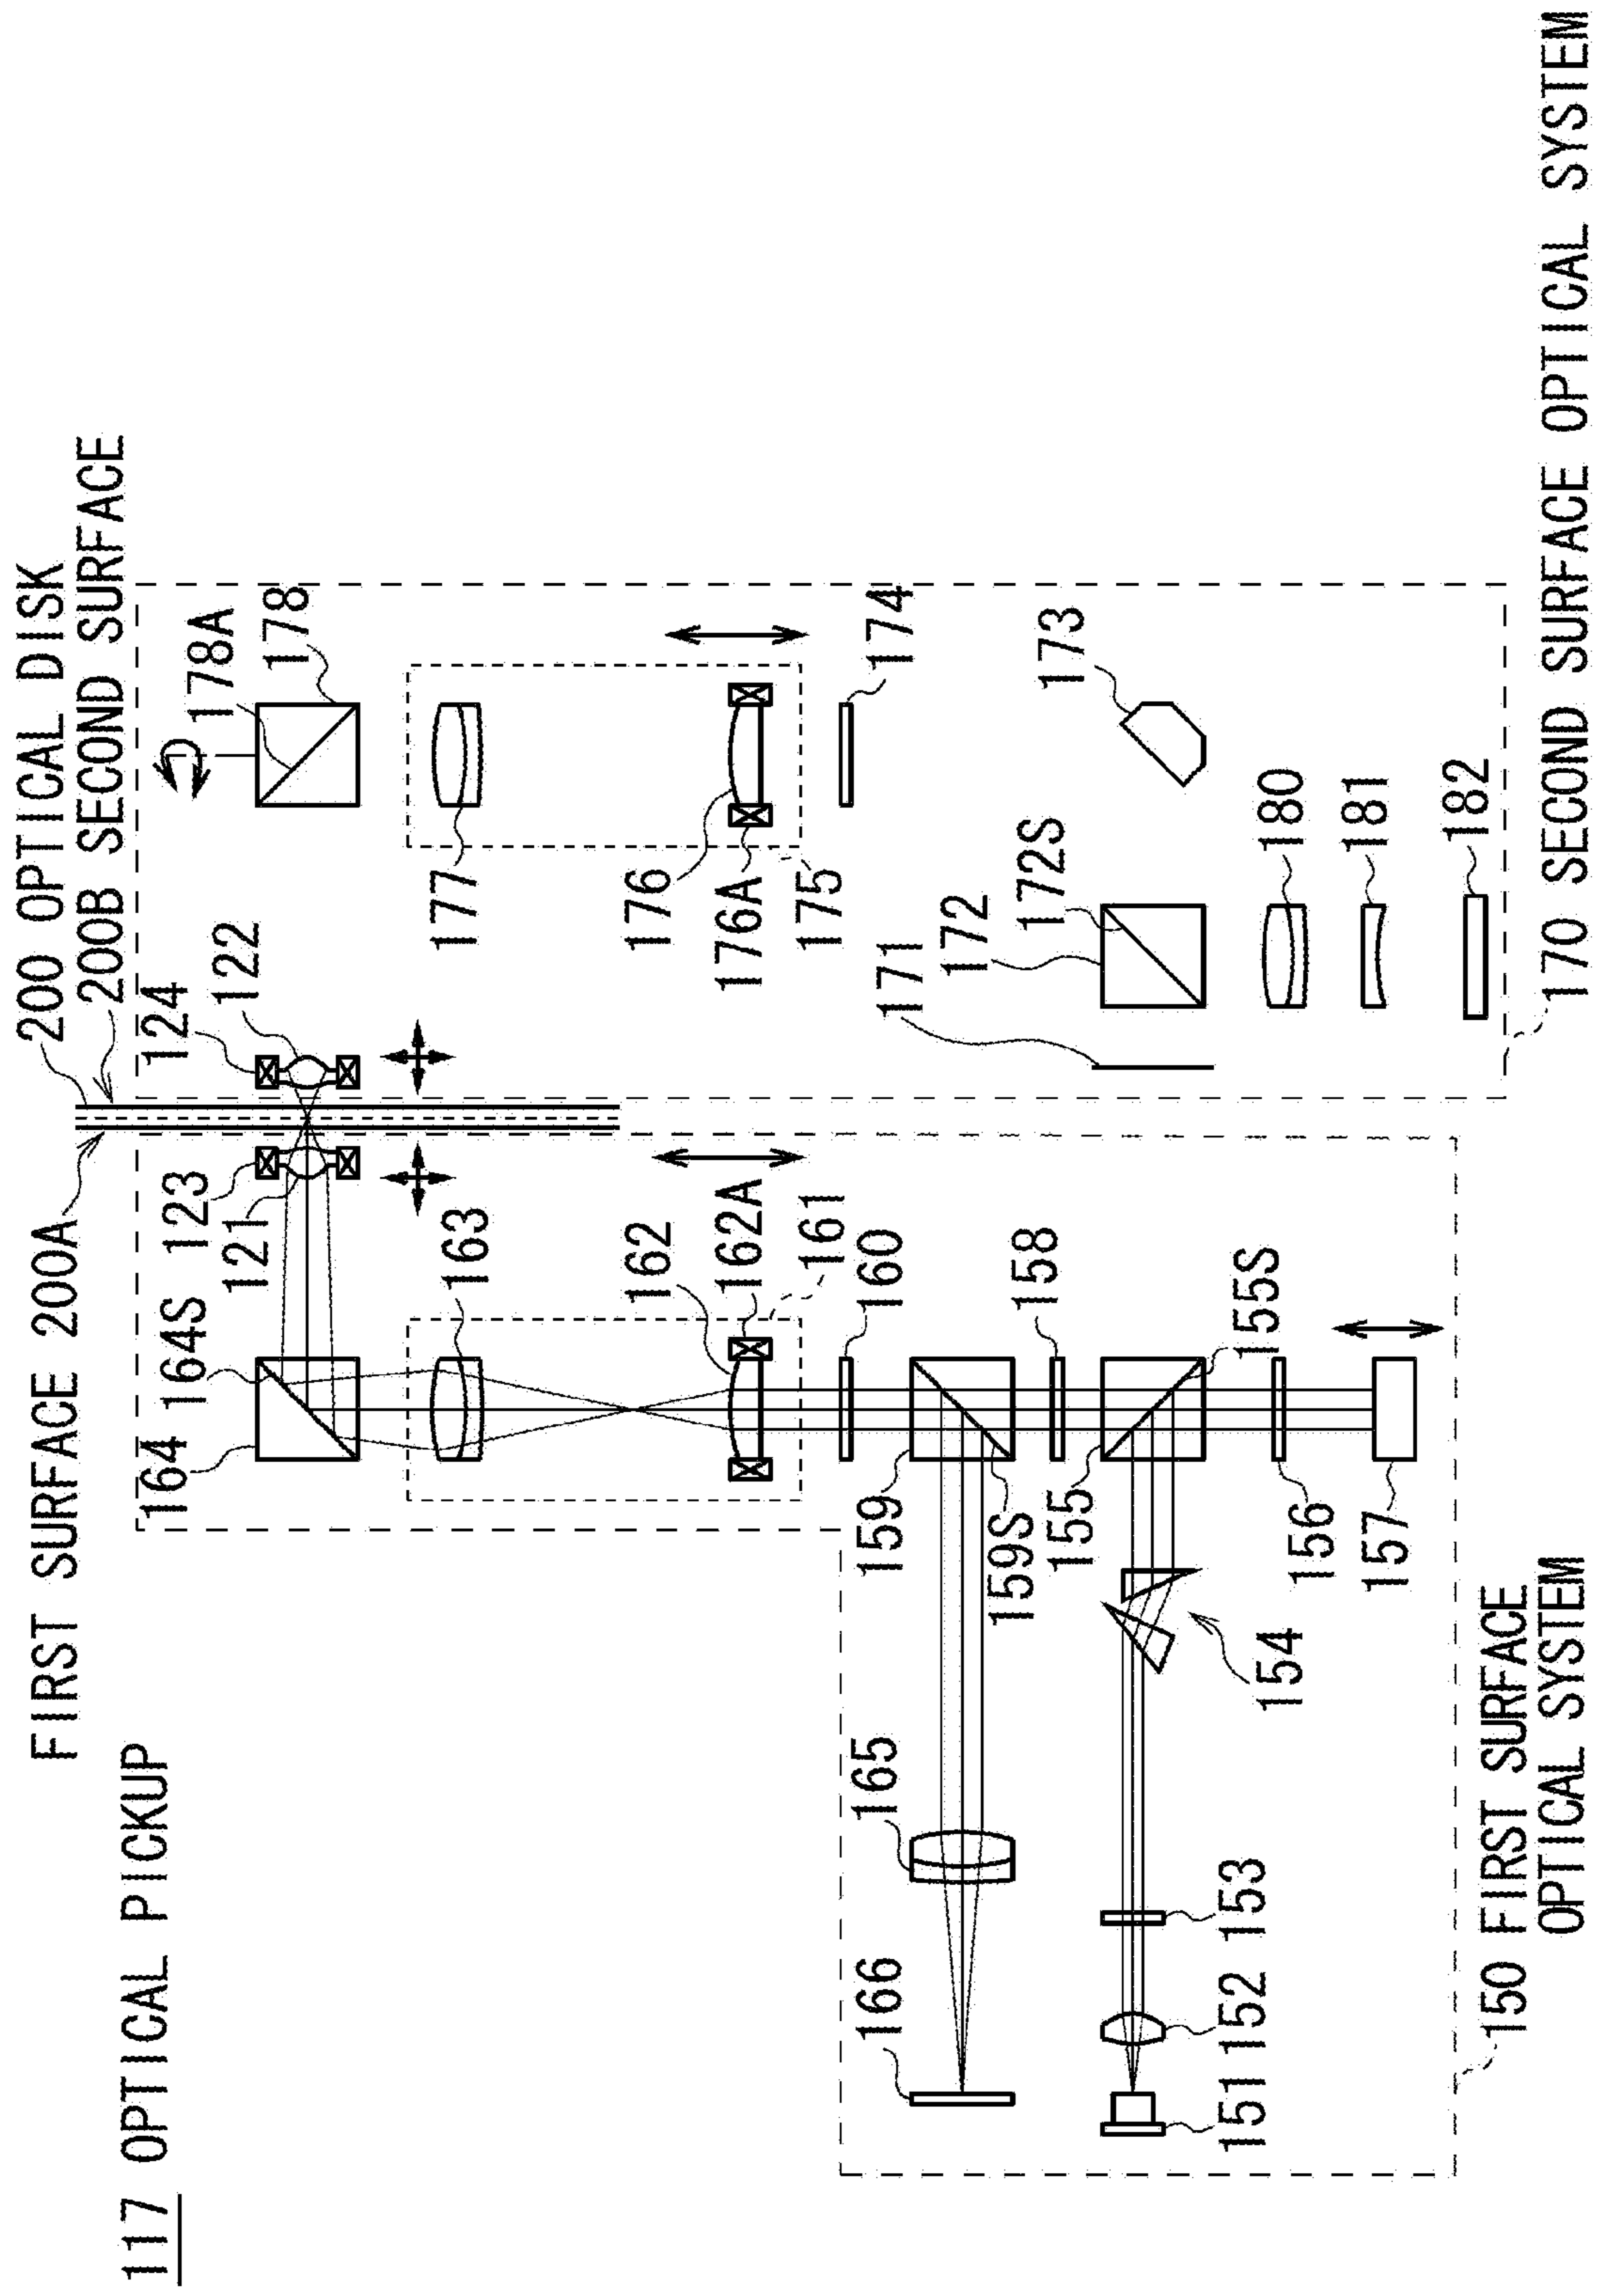 117 OPTICAL PICKUP
FIRST SURFACE 200A
200 OPTICAL DISK
200B SECOND SURFACE
164
164S
123
121
124
122
178A
178
163
177
162
162A
161
176
176A
175
174
160
165
159
159S
158
166
155
155S
171
172
172S
173
154
153
152
151
156
157
180
181
182
150 FIRST SURFACE
OPTICAL SYSTEM
170 SECOND SURFACE OPTICAL SYSTEM